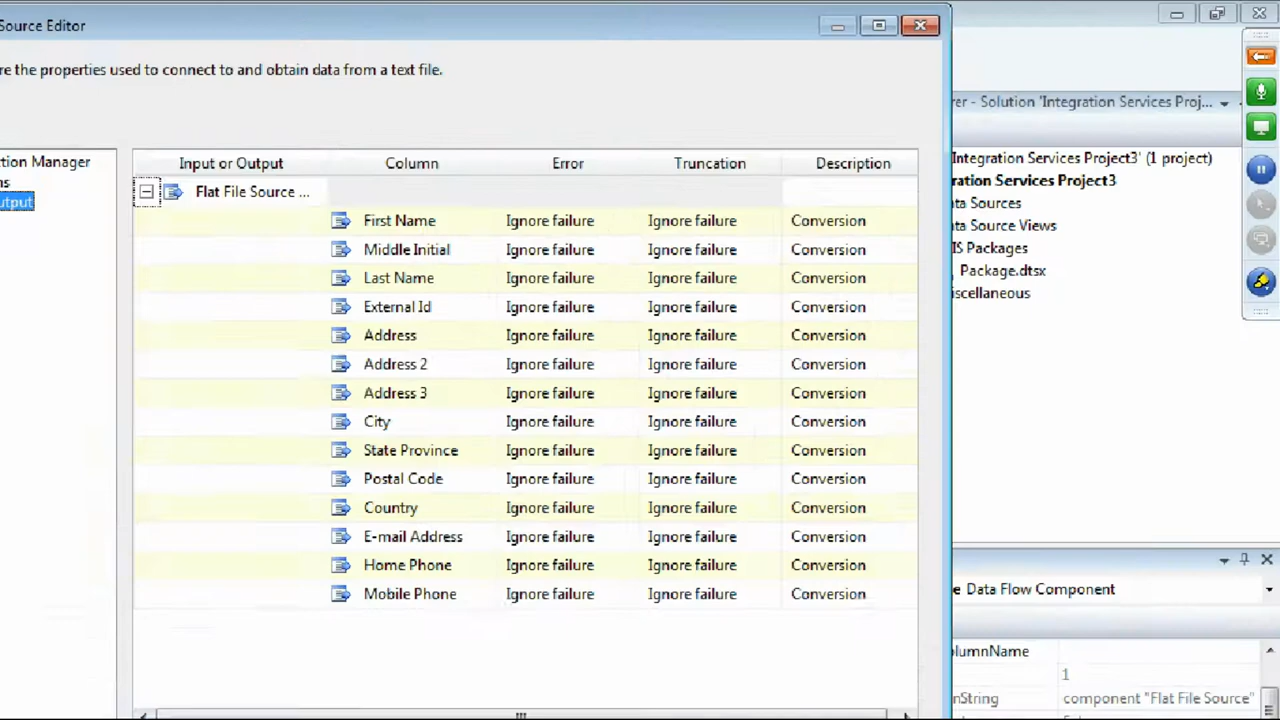 Source Editor
re the properties used to connect to and obtain data from a text file.
rer - Solution 'Integration Services Proj...
tion Manager
ns
utput
Input or Output Column Error Truncation Description
Flat File Source ...
First Name Ignore failure Ignore failure Conversion
Middle Initial Ignore failure Ignore failure Conversion
Last Name Ignore failure Ignore failure Conversion
External Id Ignore failure Ignore failure Conversion
Address Ignore failure Ignore failure Conversion
Address 2 Ignore failure Ignore failure Conversion
Address 3 Ignore failure Ignore failure Conversion
City Ignore failure Ignore failure Conversion
State Province Ignore failure Ignore failure Conversion
Postal Code Ignore failure Ignore failure Conversion
Country Ignore failure Ignore failure Conversion
E-mail Address Ignore failure Ignore failure Conversion
Home Phone Ignore failure Ignore failure Conversion
Mobile Phone Ignore failure Ignore failure Conversion
Integration Services Project3' (1 project)
ration Services Project3
ta Sources
ta Source Views
IS Packages
Package.dtsx
iscellaneous
e Data Flow Component
olumnName
1
nString component "Flat File Source"